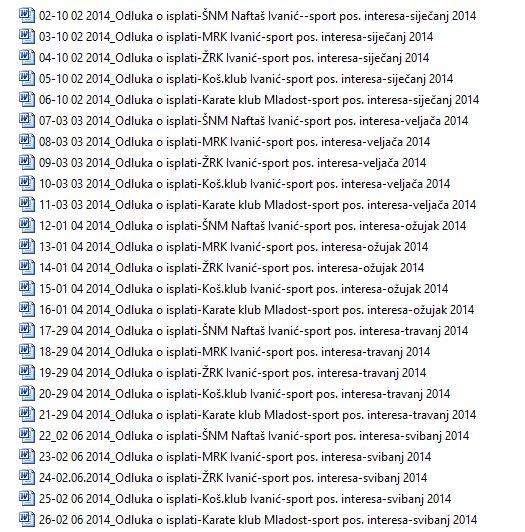 02-10 02 2014_Odluka o isplati-ŠNM Naftaš Ivanić--sport pos. interesa-siječanj 2014
03-10 02 2014_Odluka o isplati-MRK Ivanić-sport pos. interesa-siječanj 2014
04-10 02 2014_Odluka o isplati-ŽRK Ivanić-sport pos. interesa-siječanj 2014
05-10 02 2014_Odluka o isplati-Koš.klub Ivanić-sport pos. interesa-siječanj 2014
06-10 02 2014_Odluka o isplati-Karate klub Mladost-sport pos. interesa-siječanj 2014
07-03 03 2014_Odluka o isplati-ŠNM Naftaš Ivanić-sport pos. interesa-veljača 2014
08-03 03 2014_Odluka o isplati-MRK Ivanić-sport pos. interesa-veljača 2014
09-03 03 2014_Odluka o isplati-ŽRK Ivanić-sport pos. interesa-veljača 2014
10-03 03 2014_Odluka o isplati-Koš.klub Ivanić-sport pos. interesa-veljača 2014
11-03 03 2014_Odluka o isplati-Karate klub Mladost-sport pos. interesa-veljača 2014
12-01 04 2014_Odluka o isplati-ŠNM Naftaš Ivanić-sport pos. interesa-ožujak 2014
13-01 04 2014_Odluka o isplati-MRK Ivanić-sport pos. interesa-ožujak 2014
14-01 04 2014_Odluka o isplati-ŽRK Ivanić-sport pos. interesa-ožujak 2014
15-01 04 2014_Odluka o isplati-Koš.klub Ivanić-sport pos. interesa-ožujak 2014
16-01 04 2014_Odluka o isplati-Karate klub Mladost-sport pos. interesa-ožujak 2014
17-29 04 2014_Odluka o isplati-ŠNM Naftaš Ivanić-sport pos. interesa-travanj 2014
18-29 04 2014_Odluka o isplati-MRK Ivanić-sport pos. interesa-travanj 2014
19-29 04 2014_Odluka o isplati-ŽRK Ivanić-sport pos. interesa-travanj 2014
20-29 04 2014_Odluka o isplati-Koš.klub Ivanić-sport pos. interesa-travanj 2014
21-29 04 2014_Odluka o isplati-Karate klub Mladost-sport pos. interesa-travanj 2014
22_02 06 2014_Odluka o isplati-ŠNM Naftaš Ivanić-sport pos. interesa-svibanj 2014
23-02 06 2014_Odluka o isplati-MRK Ivanić-sport pos. interesa-svibanj 2014
24-02.06.2014_Odluka o isplati-ŽRK Ivanić-sport pos. interesa-svibanj 2014
25-02 06 2014_Odluka o isplati-Koš.klub Ivanić-sport pos. interesa-svibanj 2014
26-02 06 2014_Odluka o isplati-Karate klub Mladost-sport pos. interesa-svibanj 2014